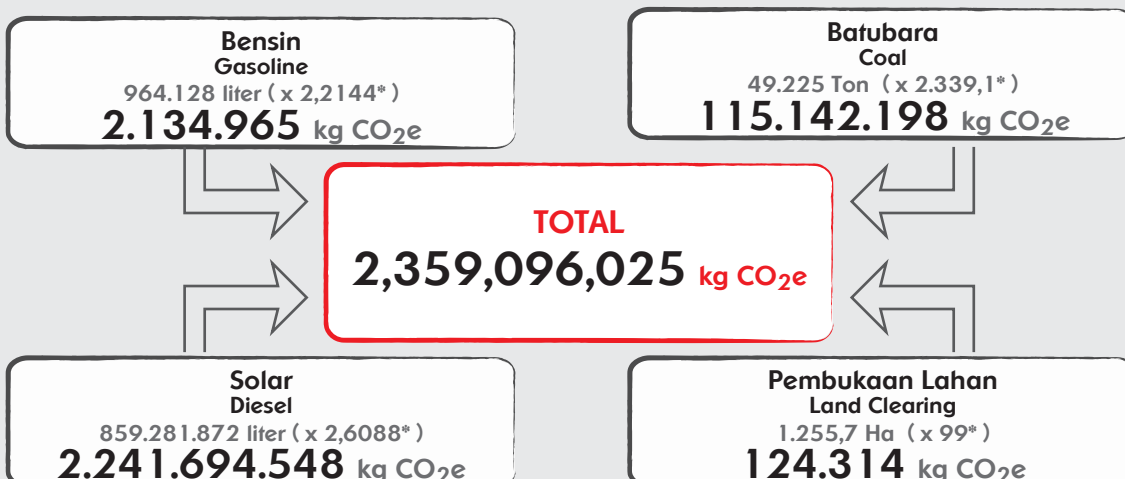 Bensin
Gasoline
964.128 liter ( x 2,2144* )
2.134.965 kg CO2e
Batubara
Coal
49.225 Ton ( x 2.339,1* )
115.142.198 kg CO2e
TOTAL
2,359,096,025 kg CO2e
Solar
Diesel
859.281.872 liter ( x 2,6088* )
2.241.694.548 kg CO2e
Pembukaan Lahan
Land Clearing
1.255,7 Ha ( x 99* )
124.314 kg CO2e